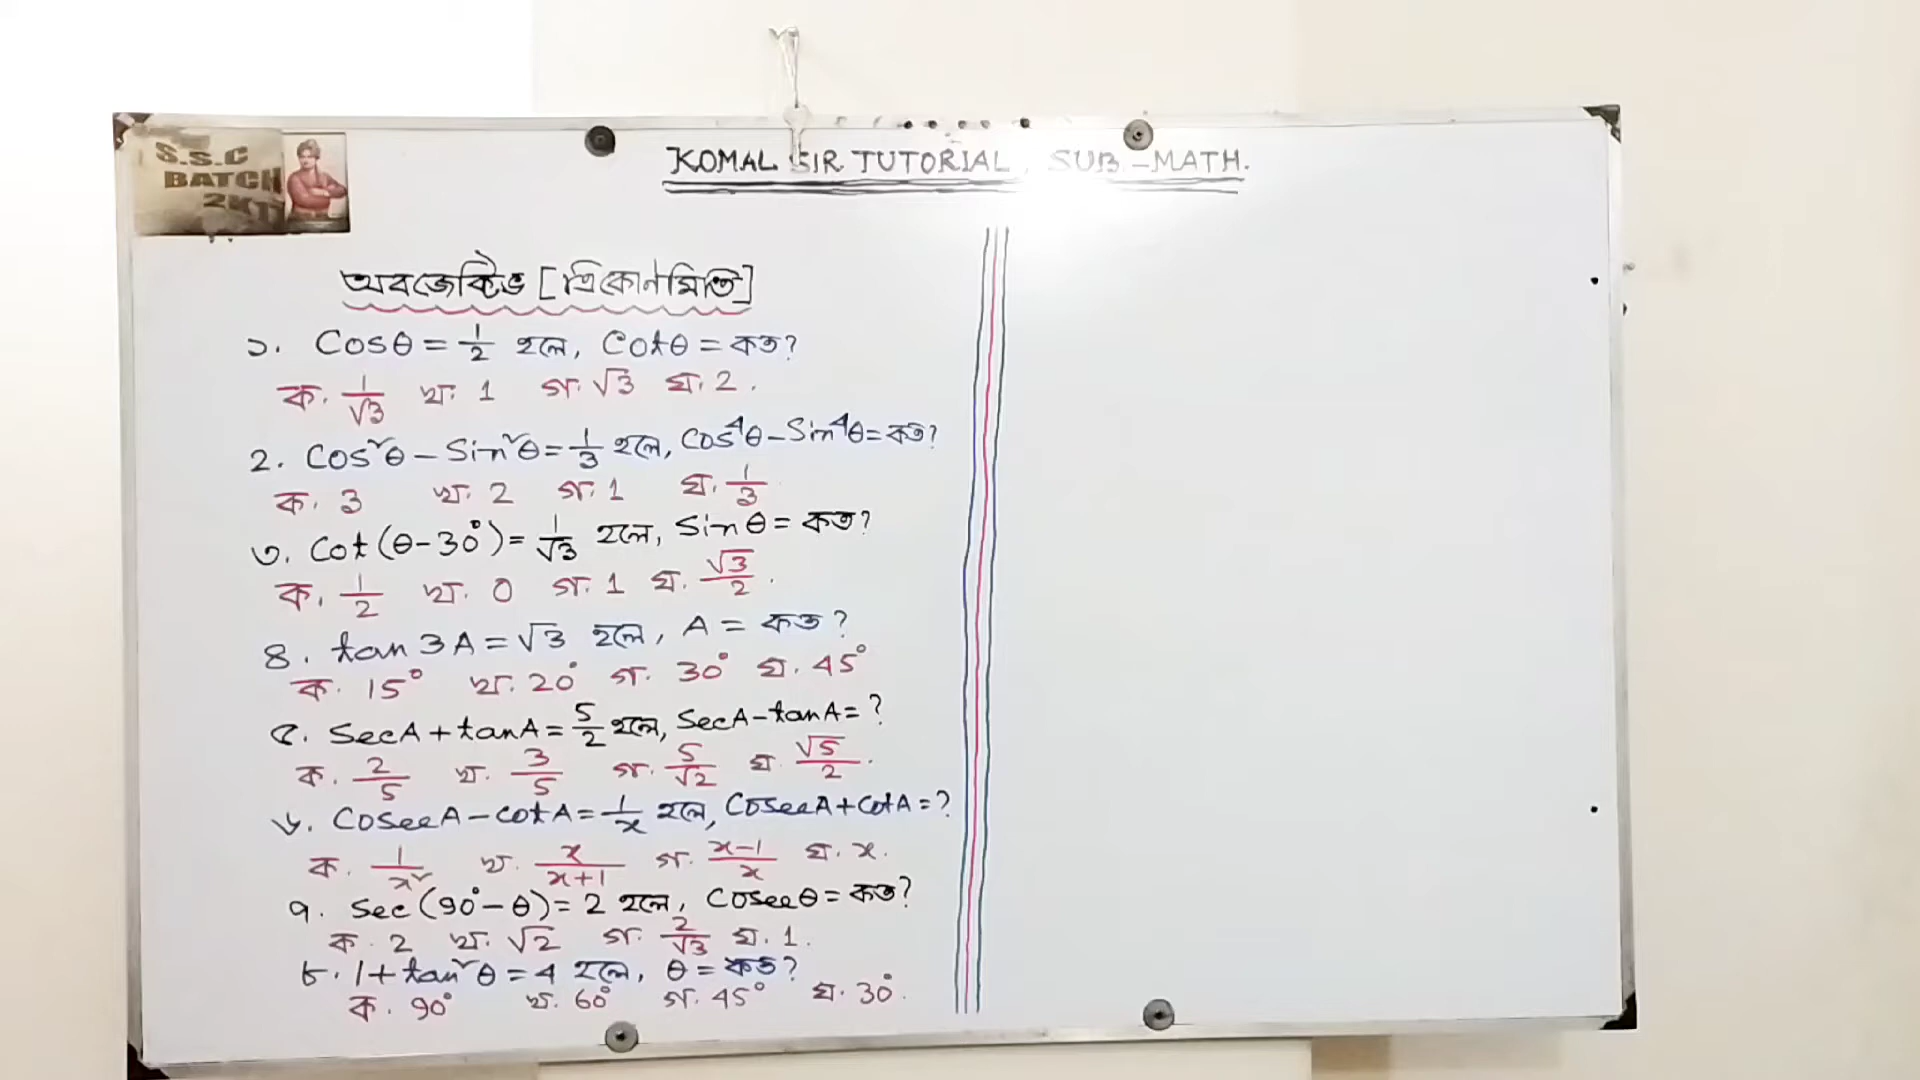 S.S.C
BATCH
2K11
KOMAL SIR TUTORIAL, SUB.-MATH.
অবজেক্টিভ [ত্রিকোণমিতি]
১. Cosθ = 1/2 হলে, Cotθ = কত?
ক. 1/√3 খ. 1 গ. √3 ঘ. 2.
2. Cos²θ - Sin²θ = 1/3 হলে, Cos⁴θ - Sin⁴θ = কত?
ক. 3 খ. 2 গ. 1 ঘ. 1/3
৩. Cot(θ-30°) = 1/√3 হলে, Sinθ = কত?
ক. 1/2 খ. 0 গ. 1 ঘ. √3/2.
৪. tan3A = √3 হলে, A = কত?
ক. 15° খ. 20° গ. 30° ঘ. 45°
৫. SecA + tanA = 5/2 হলে, SecA - tanA = ?
ক. 2/5 খ. 3/5 গ. 5/√2 ঘ. √5/2.
৬. CosecA - cotA = 1/x হলে, CosecA + CotA = ?
ক. 1/x² খ. x/x+1 গ. x-1/x ঘ. x.
৭. Sec(90°-θ) = 2 হলে, Cosecθ = কত?
ক. 2 খ. √2 গ. 2/√3 ঘ. 1.
৮. 1 + tan²θ = 4 হলে, θ = কত?
ক. 90° খ. 60° গ. 45° ঘ. 30°.